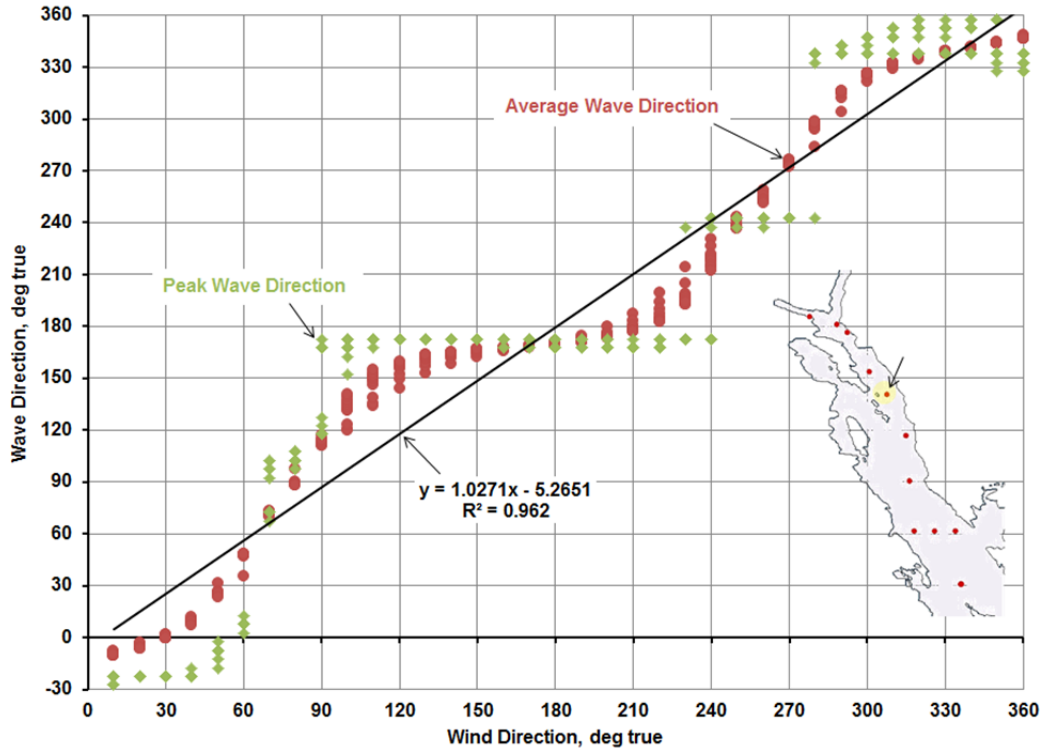 360
330
300
270
240
210
180
150
120
90
60
30
0
-30
Wave Direction, deg true
Average Wave Direction
Peak Wave Direction
y = 1.0271x - 5.2651
R² = 0.962
0 30 60 90 120 150 180 210 240 270 300 330 360
Wind Direction, deg true